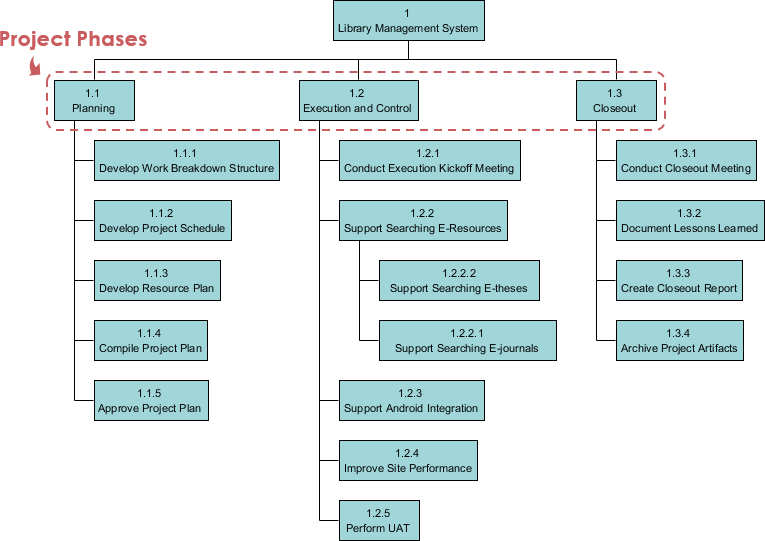 1
Library Management System
Project Phases
1.1
Planning
1.2
Execution and Control
1.3
Closeout
1.1.1
Develop Work Breakdown Structure
1.1.2
Develop Project Schedule
1.1.3
Develop Resource Plan
1.1.4
Compile Project Plan
1.1.5
Approve Project Plan
1.2.1
Conduct Execution Kickoff Meeting
1.2.2
Support Searching E-Resources
1.2.2.2
Support Searching E-theses
1.2.2.1
Support Searching E-journals
1.2.3
Support Android Integration
1.2.4
Improve Site Performance
1.2.5
Perform UAT
1.3.1
Conduct Closeout Meeting
1.3.2
Document Lessons Learned
1.3.3
Create Closeout Report
1.3.4
Archive Project Artifacts